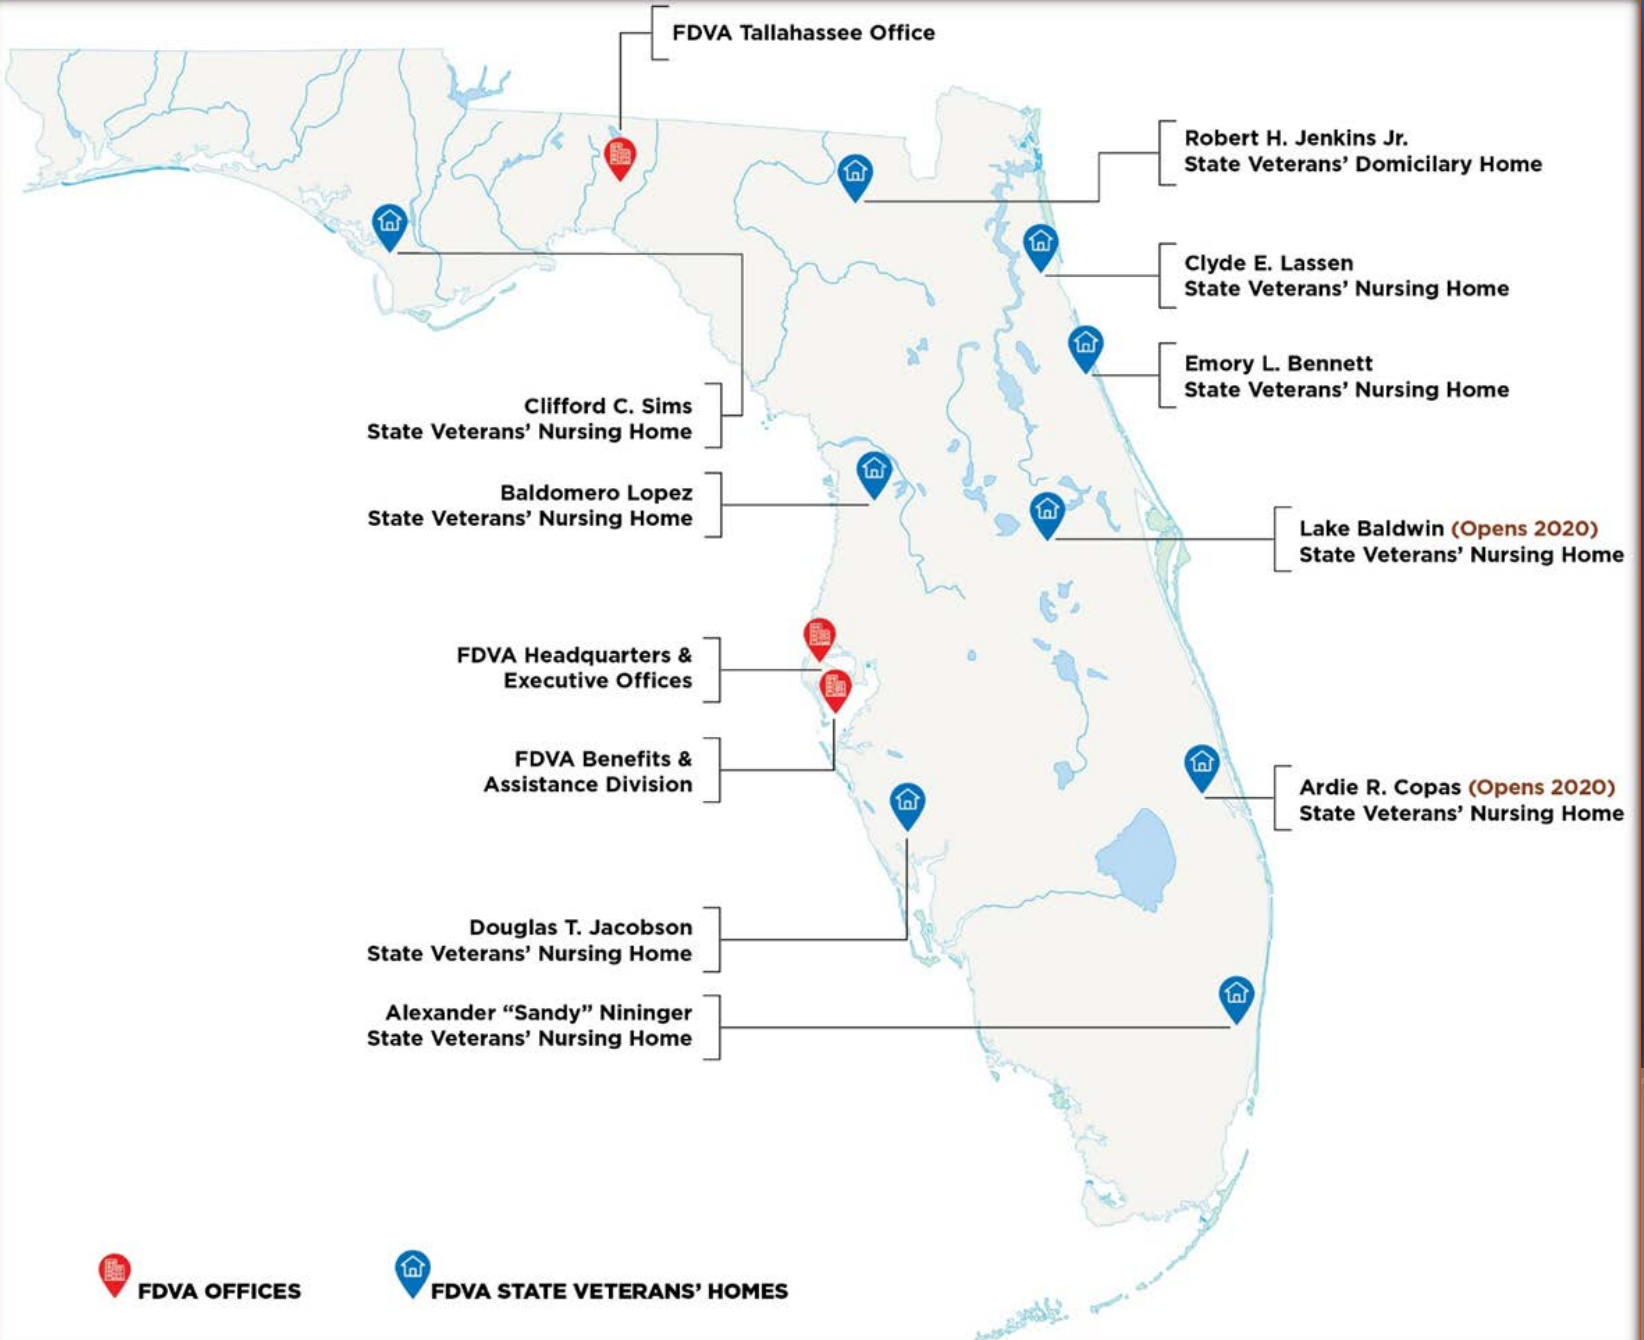 FDVA Tallahassee Office
Robert H. Jenkins Jr.
State Veterans’ Domicilary Home
Clyde E. Lassen
State Veterans’ Nursing Home
Emory L. Bennett
State Veterans’ Nursing Home
Clifford C. Sims
State Veterans’ Nursing Home
Baldomero Lopez
State Veterans’ Nursing Home
Lake Baldwin (Opens 2020)
State Veterans’ Nursing Home
FDVA Headquarters &
Executive Offices
FDVA Benefits &
Assistance Division
Ardie R. Copas (Opens 2020)
State Veterans’ Nursing Home
Douglas T. Jacobson
State Veterans’ Nursing Home
Alexander “Sandy” Nininger
State Veterans’ Nursing Home
FDVA OFFICES
FDVA STATE VETERANS’ HOMES